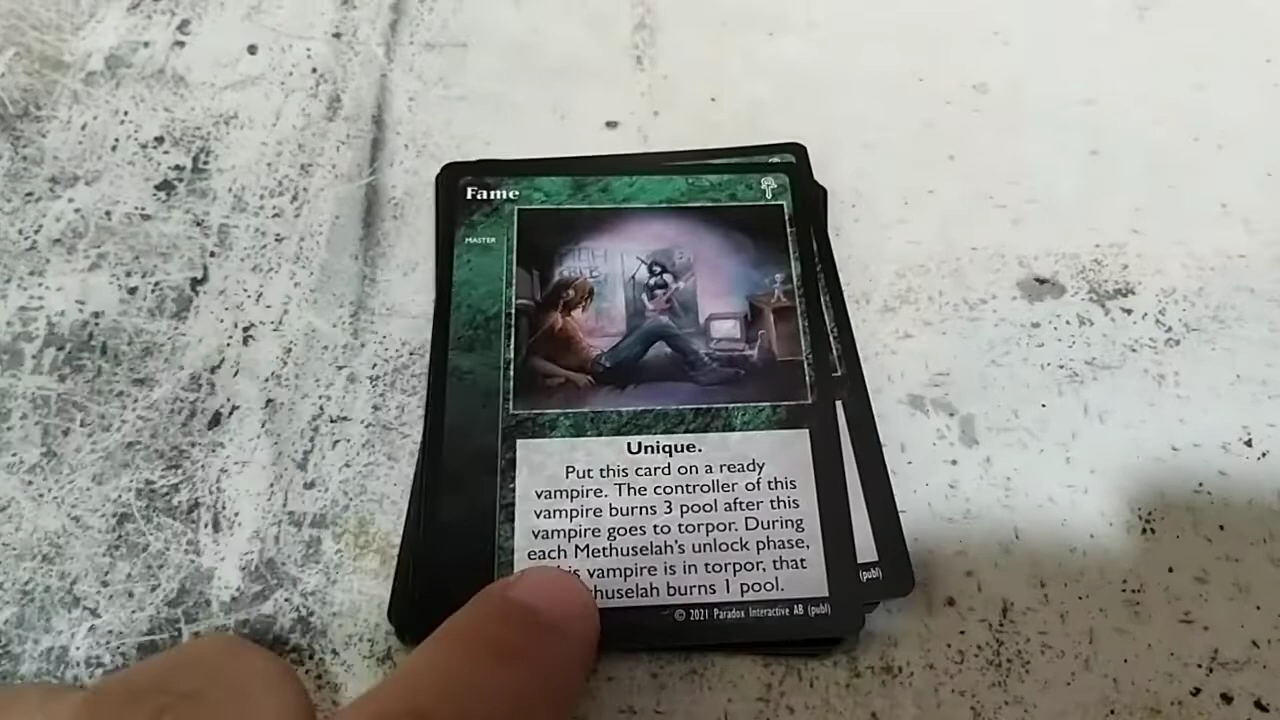 Fame
MASTER
Unique.
Put this card on a ready
vampire. The controller of this
vampire burns 3 pool after this
vampire goes to torpor. During
each Methuselah's unlock phase,
vampire is in torpor, that
burns 1 pool.
© 2021 Paradox Interactive AB (publ)
(publ)